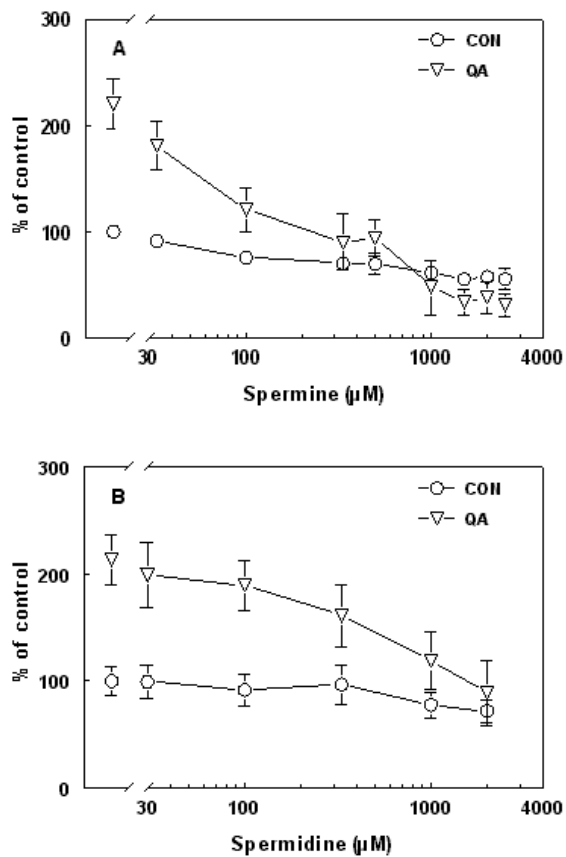 300
A
CON
QA
200
% of control
100
0
30
100
1000
4000
Spermine (µM)
300
B
CON
QA
200
% of control
100
0
30
100
1000
4000
Spermidine (µM)